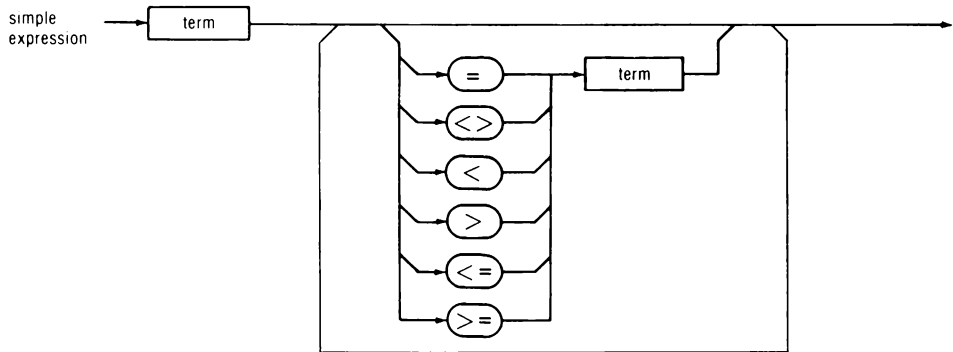 simple
expression
term
=
term
<>
<
>
<=
>=